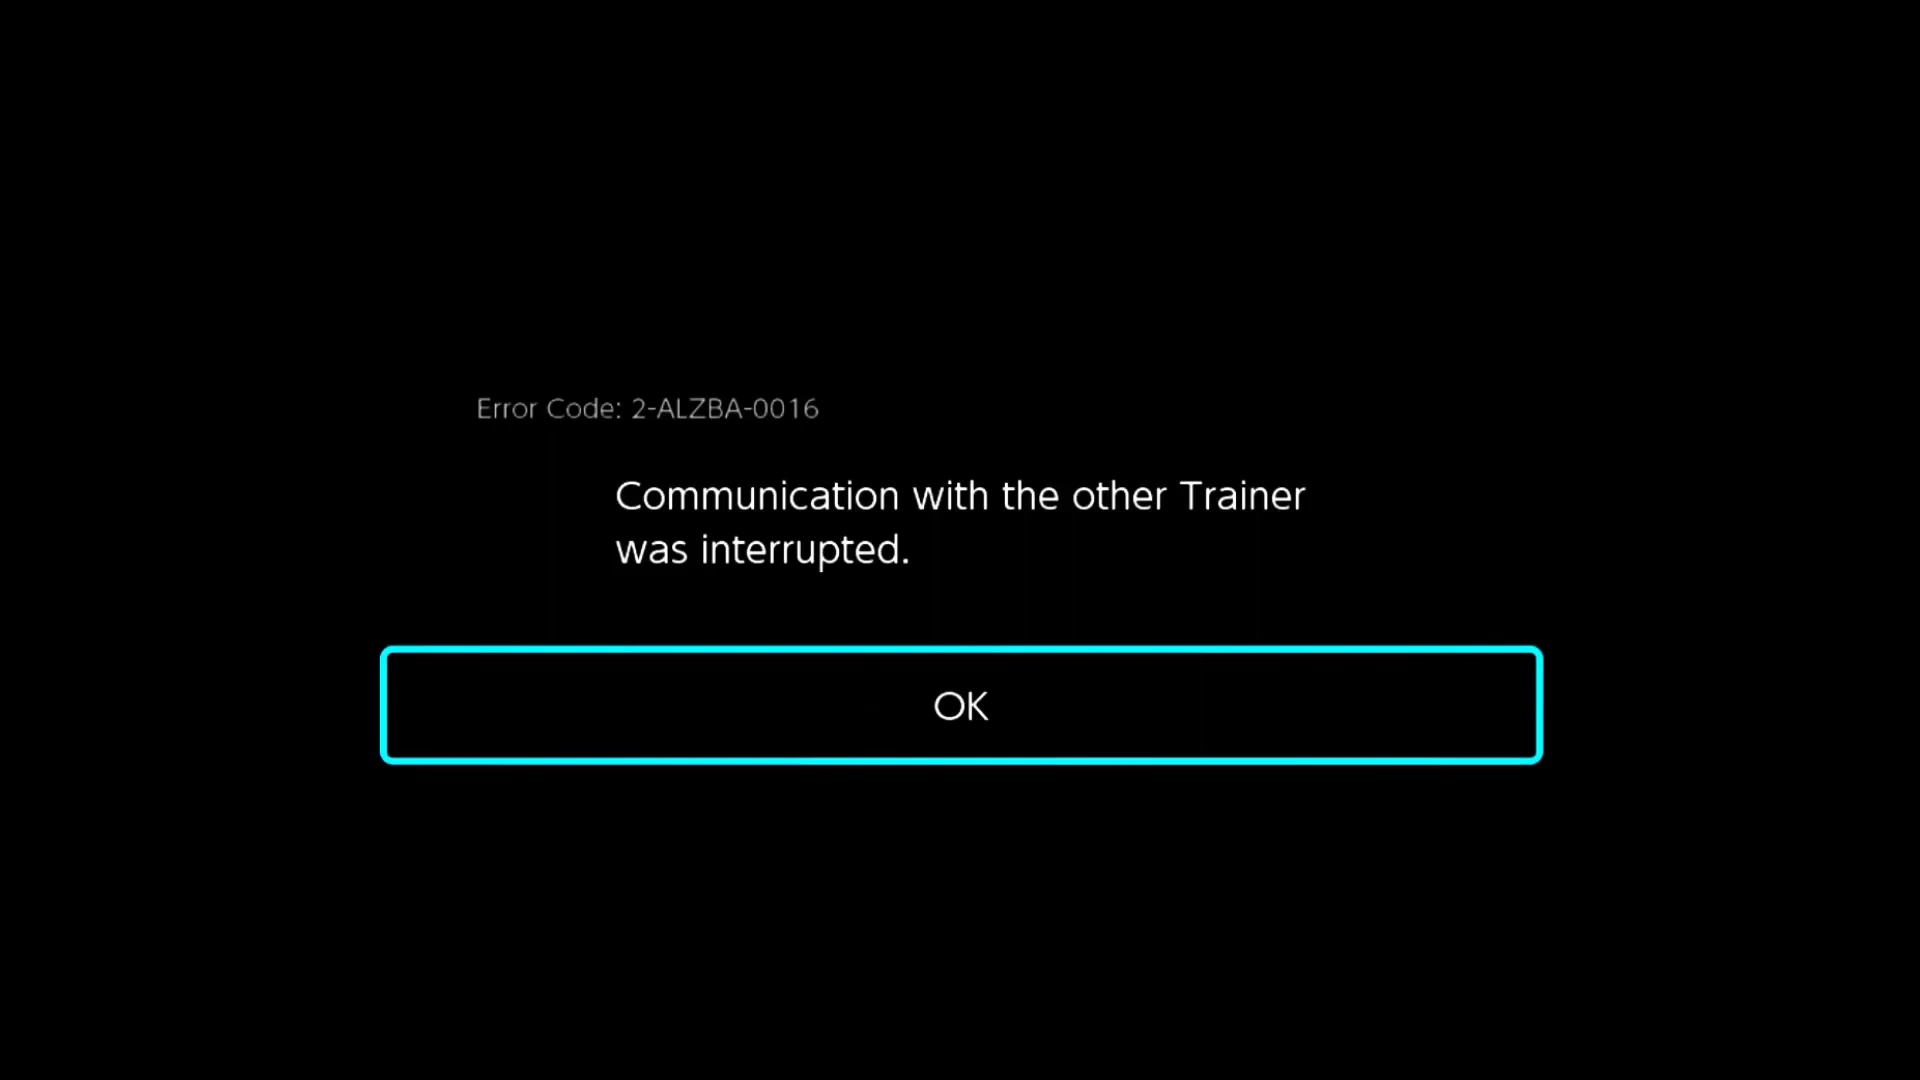 Error Code: 2-ALZBA-0016
Communication with the other Trainer
was interrupted.
OK